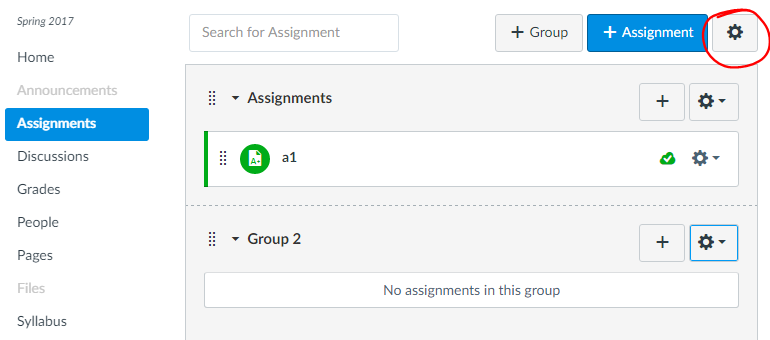 Spring 2017
Home
Announcements
Assignments
Discussions
Grades
People
Pages
Files
Syllabus
Search for Assignment
+ Group
+ Assignment
Assignments
+
A+
a1
Group 2
+
No assignments in this group